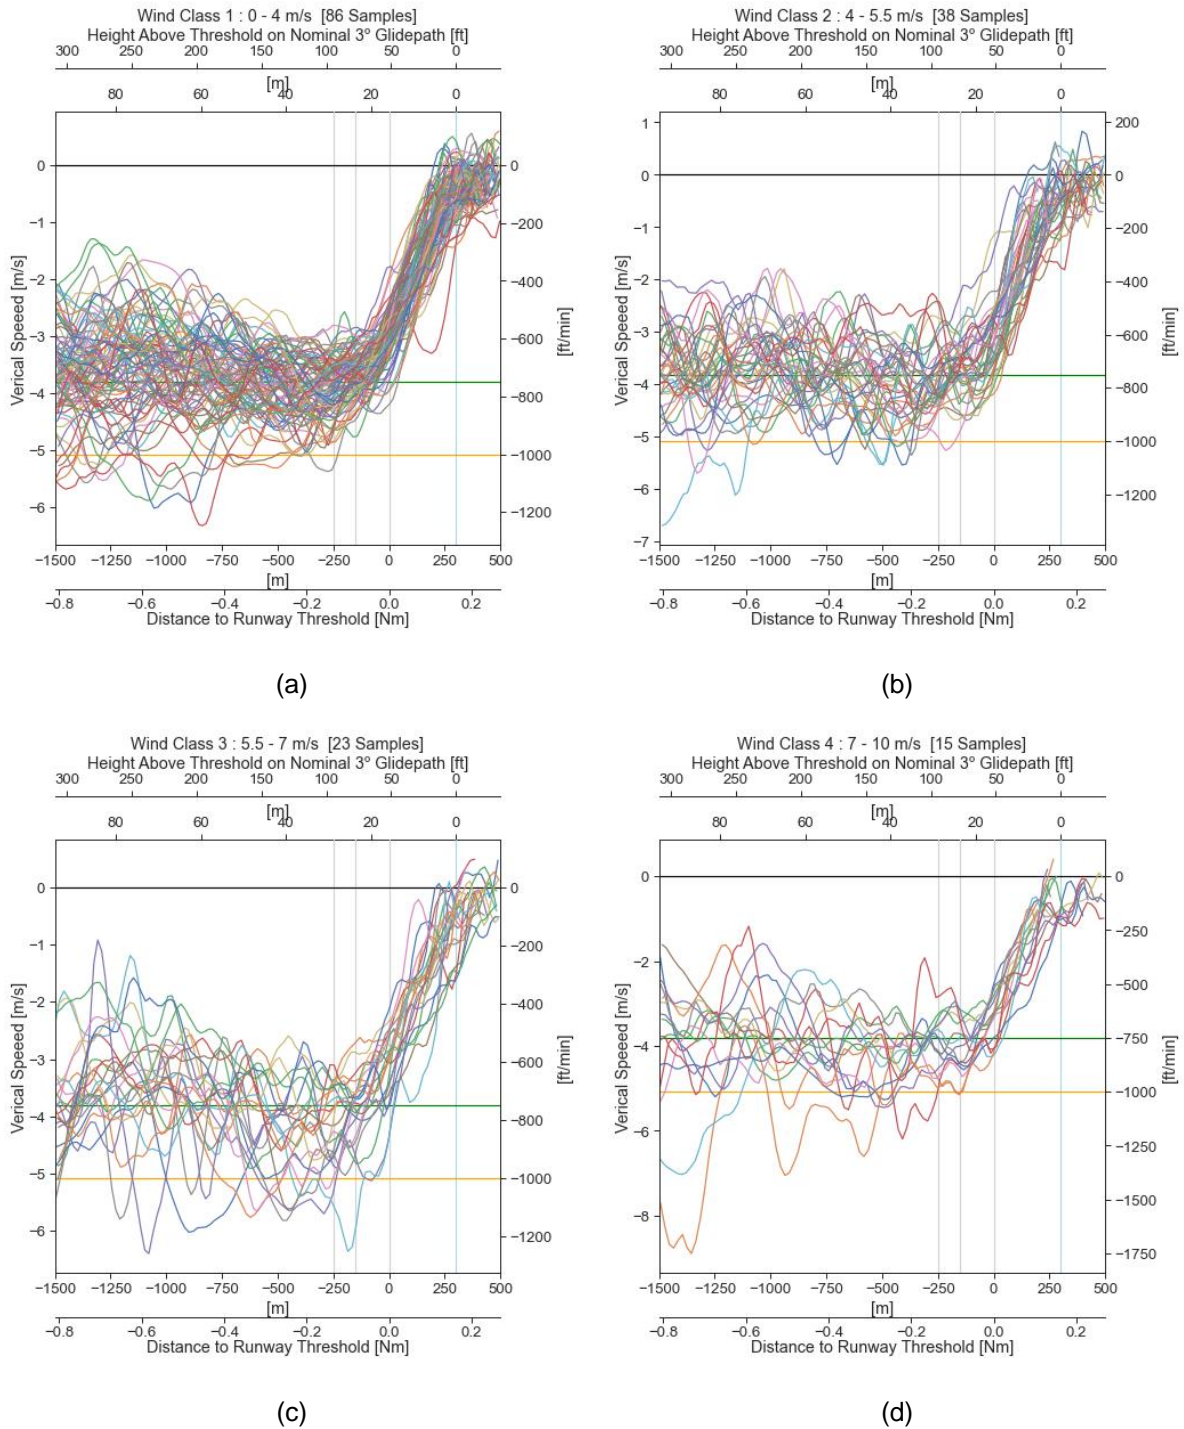 Wind Class 1 : 0 - 4 m/s [86 Samples]
Height Above Threshold on Nominal 3º Glidepath [ft]
300 250 200 150 100 50 0
[m]
80 60 40 20 0
Verical Speeed [m/s]
0
−1
−2
−3
−4
−5
−6
0
−200
−400
−600
−800
−1000
−1200
[ft/min]
−1500 −1250 −1000 −750 −500 −250 0 250 500
[m]
−0.8 −0.6 −0.4 −0.2 0.0 0.2
Distance to Runway Threshold [Nm]
(a)
Wind Class 2 : 4 - 5.5 m/s [38 Samples]
Height Above Threshold on Nominal 3º Glidepath [ft]
300 250 200 150 100 50 0
[m]
80 60 40 20 0
Verical Speeed [m/s]
1
0
−1
−2
−3
−4
−5
−6
−7
200
0
−200
−400
−600
−800
−1000
−1200
[ft/min]
−1500 −1250 −1000 −750 −500 −250 0 250 500
[m]
−0.8 −0.6 −0.4 −0.2 0.0 0.2
Distance to Runway Threshold [Nm]
(b)
Wind Class 3 : 5.5 - 7 m/s [23 Samples]
Height Above Threshold on Nominal 3º Glidepath [ft]
300 250 200 150 100 50 0
[m]
80 60 40 20 0
Verical Speeed [m/s]
0
−1
−2
−3
−4
−5
−6
0
−200
−400
−600
−800
−1000
−1200
[ft/min]
−1500 −1250 −1000 −750 −500 −250 0 250 500
[m]
−0.8 −0.6 −0.4 −0.2 0.0 0.2
Distance to Runway Threshold [Nm]
(c)
Wind Class 4 : 7 - 10 m/s [15 Samples]
Height Above Threshold on Nominal 3º Glidepath [ft]
300 250 200 150 100 50 0
[m]
80 60 40 20 0
Verical Speeed [m/s]
0
−2
−4
−6
−8
0
−250
−500
−750
−1000
−1250
−1500
−1750
[ft/min]
−1500 −1250 −1000 −750 −500 −250 0 250 500
[m]
−0.8 −0.6 −0.4 −0.2 0.0 0.2
Distance to Runway Threshold [Nm]
(d)